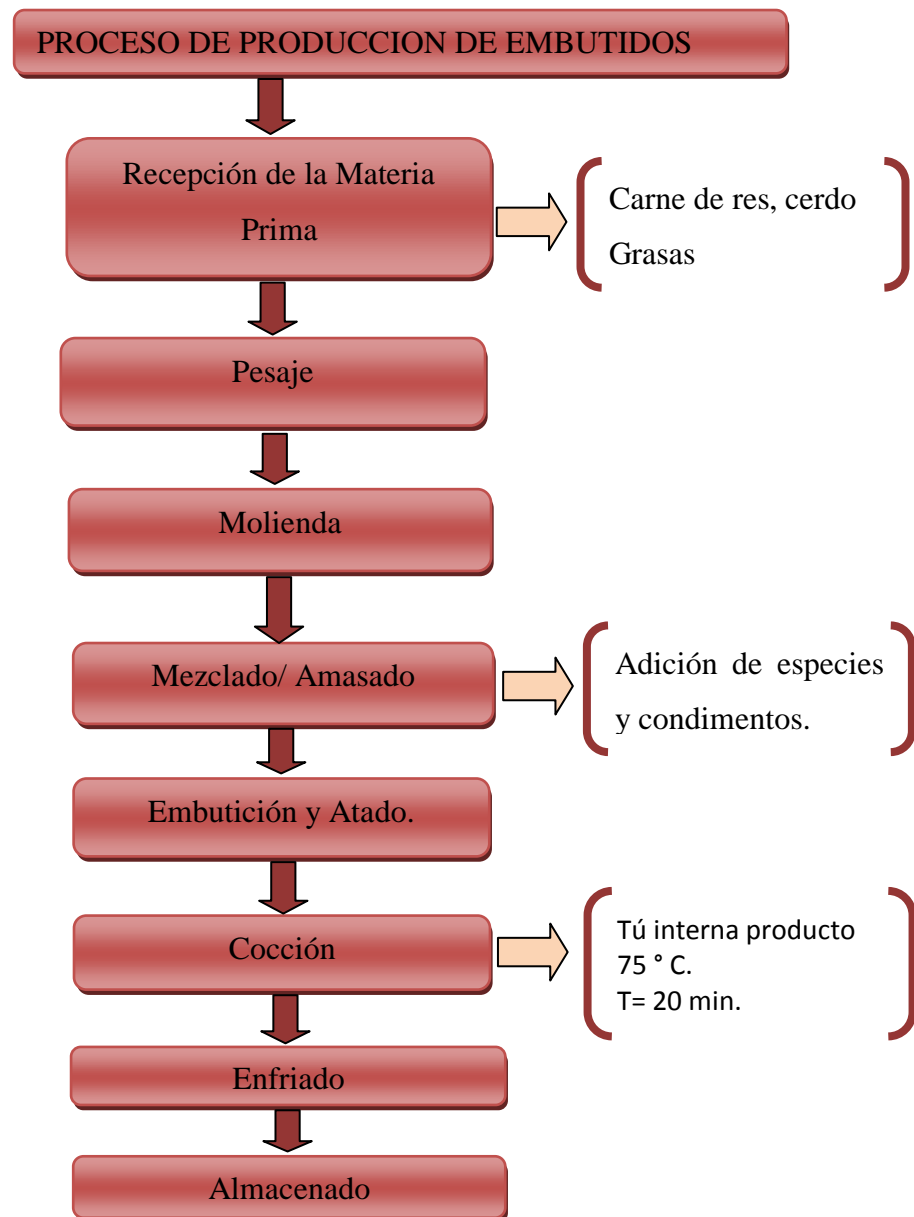 PROCESO DE PRODUCCION DE EMBUTIDOS
Recepción de la Materia
Prima
Carne de res, cerdo
Grasas
Pesaje
Molienda
Mezclado/ Amasado
Adición de especies
y condimentos.
Embutición y Atado.
Cocción
Tú interna producto
75 ° C.
T= 20 min.
Enfriado
Almacenado